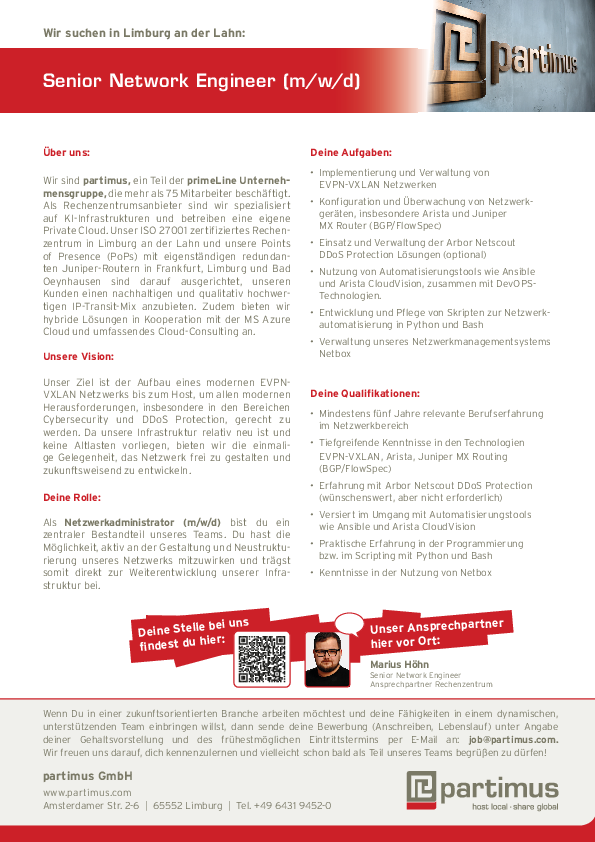 Wir suchen in Limburg an der Lahn:
partimus
Senior Network Engineer (m/w/d)
Über uns:
Wir sind partimus, ein Teil der primeLine Unterneh-
mensgruppe, die mehr als 75 Mitarbeiter beschäftigt.
Als Rechenzentrumsanbieter sind wir spezialisiert
auf KI-Infrastrukturen und betreiben eine eigene
Private Cloud. Unser ISO 27001 zertifiziertes Rechen-
zentrum in Limburg an der Lahn und unsere Points
of Presence (PoPs) mit eigenständigen redundan-
ten Juniper-Routern in Frankfurt, Limburg und Bad
Oeynhausen sind darauf ausgerichtet, unseren
Kunden einen nachhaltigen und qualitativ hochwer-
tigen IP-Transit-Mix anzubieten. Zudem bieten wir
hybride Lösungen in Kooperation mit der MS Azure
Cloud und umfassendes Cloud-Consulting an.
Unsere Vision:
Unser Ziel ist der Aufbau eines modernen EVPN-
VXLAN Netzwerks bis zum Host, um allen modernen
Herausforderungen, insbesondere in den Bereichen
Cybersecurity und DDoS Protection, gerecht zu
werden. Da unsere Infrastruktur relativ neu ist und
keine Altlasten vorliegen, bieten wir die einmali-
ge Gelegenheit, das Netzwerk frei zu gestalten und
zukunftsweisend zu entwickeln.
Deine Rolle:
Als Netzwerkadministrator (m/w/d) bist du ein
zentraler Bestandteil unseres Teams. Du hast die
Möglichkeit, aktiv an der Gestaltung und Neustruktu-
rierung unseres Netzwerks mitzuwirken und trägst
somit direkt zur Weiterentwicklung unserer Infra-
struktur bei.
Deine Aufgaben:
• Implementierung und Verwaltung von
EVPN-VXLAN Netzwerken
• Konfiguration und Überwachung von Netzwerk-
geräten, insbesondere Arista und Juniper
MX Router (BGP/FlowSpec)
• Einsatz und Verwaltung der Arbor Netscout
DDoS Protection Lösungen (optional)
• Nutzung von Automatisierungstools wie Ansible
und Arista CloudVision, zusammen mit DevOPS-
Technologien.
• Entwicklung und Pflege von Skripten zur Netzwerk-
automatisierung in Python und Bash
• Verwaltung unseres Netzwerkmanagementsystems
Netbox
Deine Qualifikationen:
• Mindestens fünf Jahre relevante Berufserfahrung
im Netzwerkbereich
• Tiefgreifende Kenntnisse in den Technologien
EVPN-VXLAN, Arista, Juniper MX Routing
(BGP/FlowSpec)
• Erfahrung mit Arbor Netscout DDoS Protection
(wünschenswert, aber nicht erforderlich)
• Versiert im Umgang mit Automatisierungstools
wie Ansible und Arista CloudVision
• Praktische Erfahrung in der Programmierung
bzw. im Scripting mit Python und Bash
• Kenntnisse in der Nutzung von Netbox
Deine Stelle bei uns
findest du hier:
Unser Ansprechpartner
hier vor Ort:
Marius Höhn
Senior Network Engineer
Ansprechpartner Rechenzentrum
Wenn Du in einer zukunftsorientierten Branche arbeiten möchtest und deine Fähigkeiten in einem dynamischen,
unterstützenden Team einbringen willst, dann sende deine Bewerbung (Anschreiben, Lebenslauf) unter Angabe
deiner Gehaltsvorstellung und des frühestmöglichen Eintrittstermins per E-Mail an: job@partimus.com.
Wir freuen uns darauf, dich kennenzulernen und vielleicht schon bald als Teil unseres Teams begrüßen zu dürfen!
partimus GmbH
www.partimus.com
Amsterdamer Str. 2-6 | 65552 Limburg | Tel. +49 6431 9452-0
partimus
host local · share global